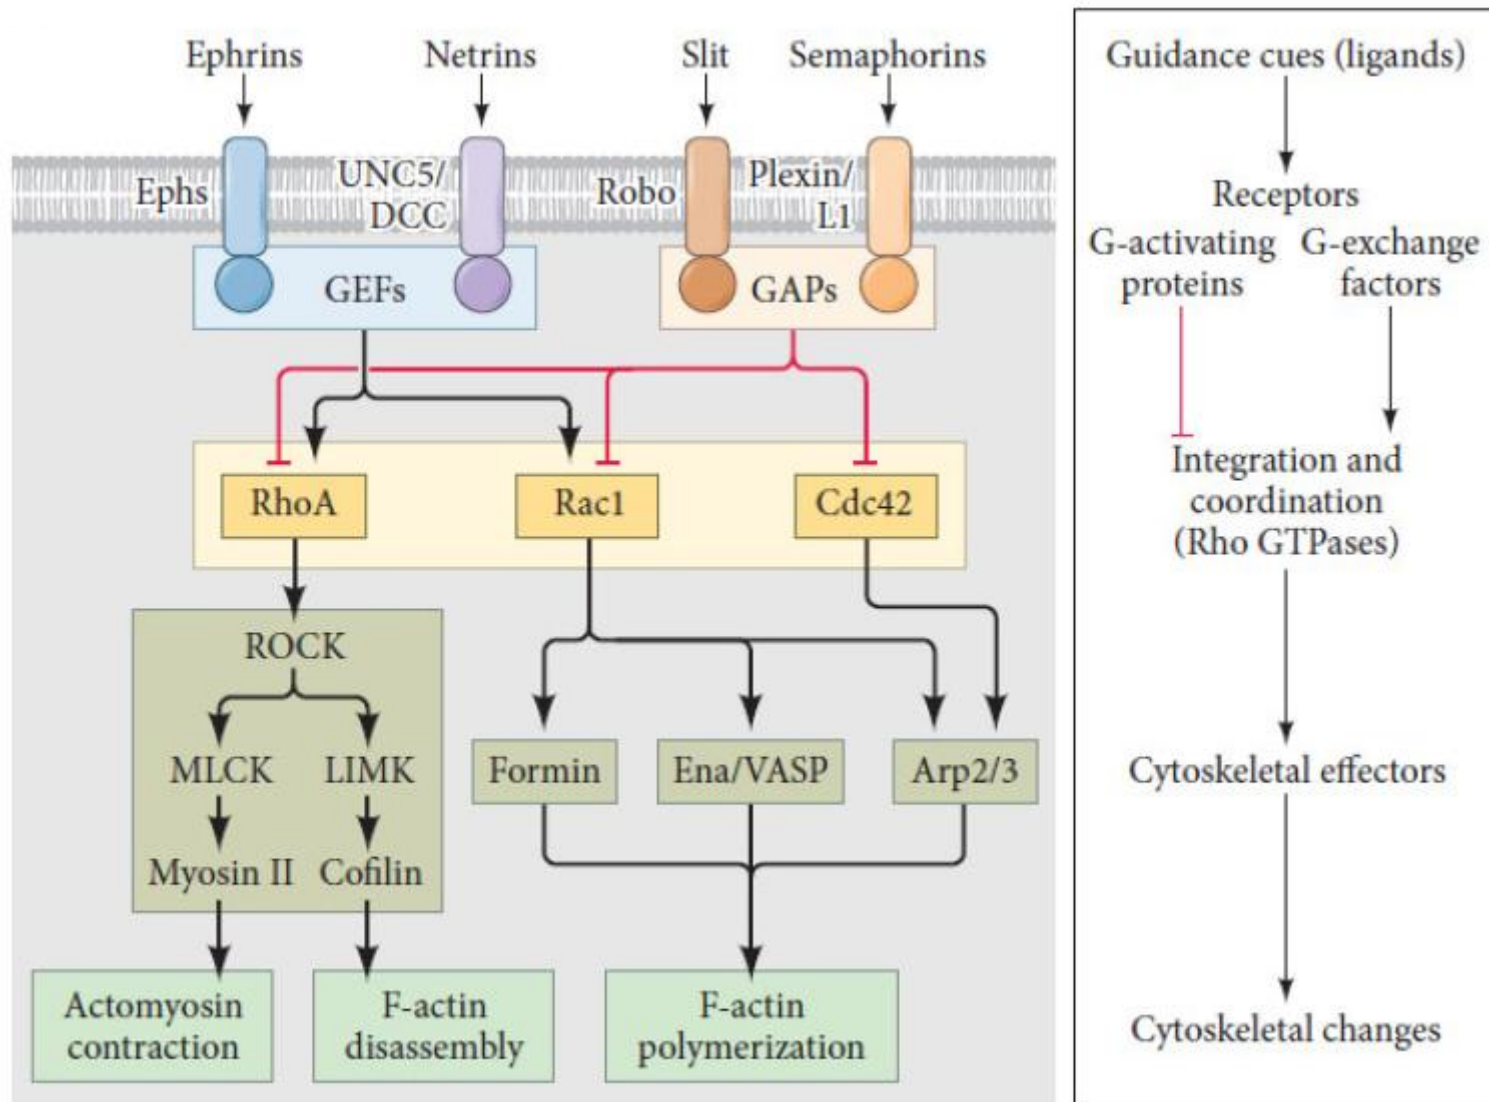 Ephrins
Netrins
Slit
Semaphorins
Ephs
UNC5/
DCC
Robo
Plexin/
L1
GEFs
GAPs
RhoA
Rac1
Cdc42
ROCK
MLCK
LIMK
Formin
Ena/VASP
Arp2/3
Myosin II
Cofilin
Actomyosin
contraction
F-actin
disassembly
F-actin
polymerization
Guidance cues (ligands)
Receptors
G-activating
proteins
G-exchange
factors
Integration and
coordination
(Rho GTPases)
Cytoskeletal effectors
Cytoskeletal changes